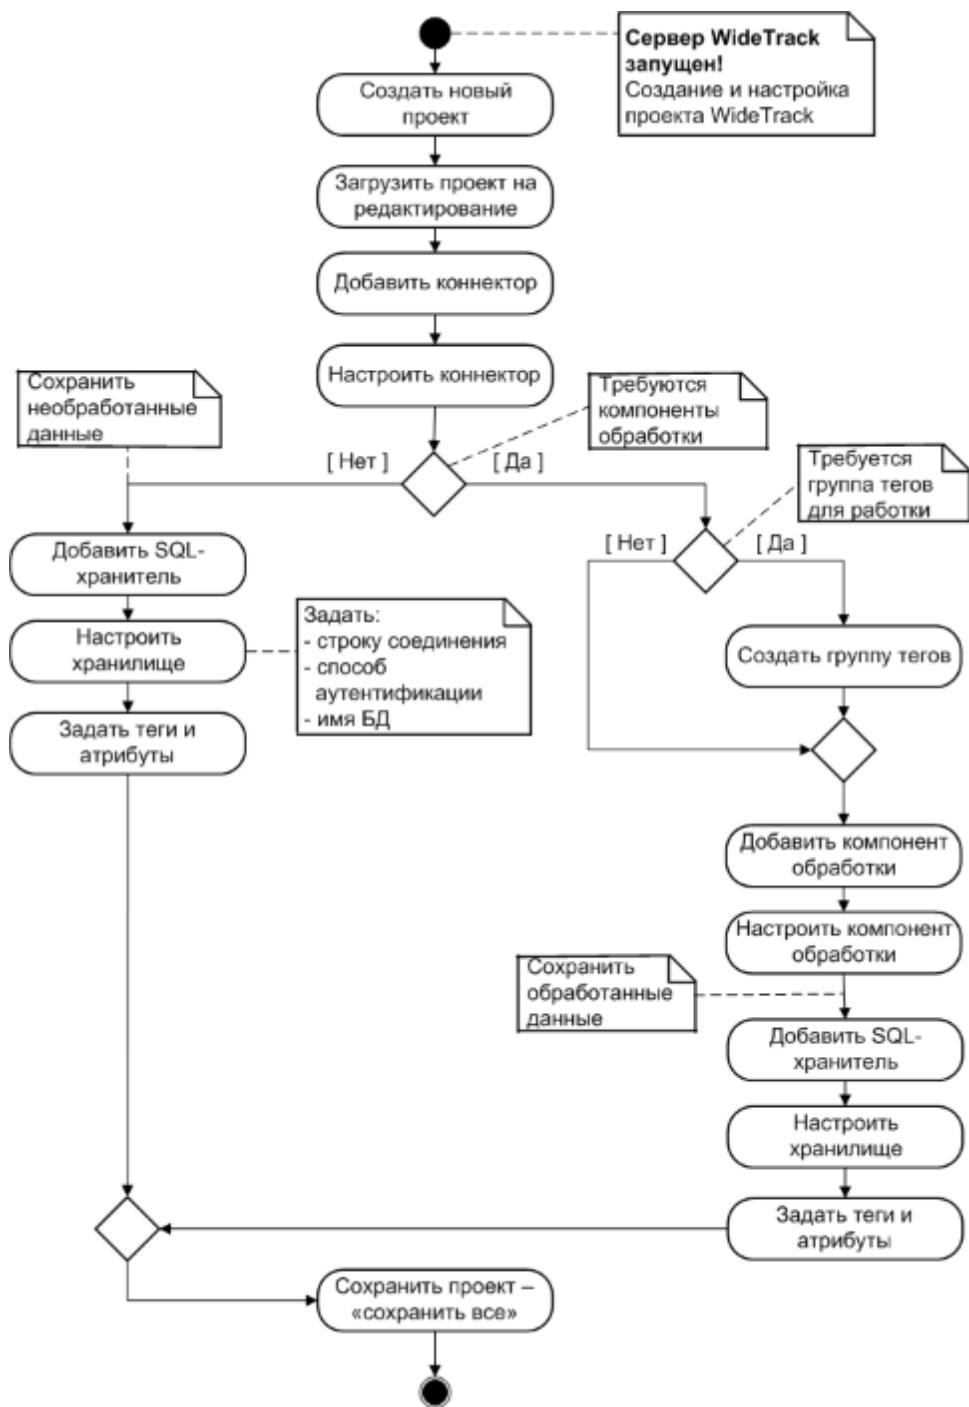 Сервер WideTrack
запущен!
Создание и настройка
проекта WideTrack
Создать новый
проект
Загрузить проект на
редактирование
Добавить коннектор
Настроить коннектор
Сохранить
необработанные
данные
Требуются
компоненты
обработки
[ Нет ]
[ Да ]
Требуется
группа тегов
для работки
[ Нет ]
[ Да ]
Добавить SQL-
хранитель
Настроить
хранилище
Задать:
- строку соединения
- способ
аутентификации
- имя БД
Создать группу тегов
Задать теги и
атрибуты
Добавить компонент
обработки
Настроить компонент
обработки
Сохранить
обработанные
данные
Добавить SQL-
хранитель
Настроить
хранилище
Задать теги и
атрибуты
Сохранить проект –
«сохранить все»